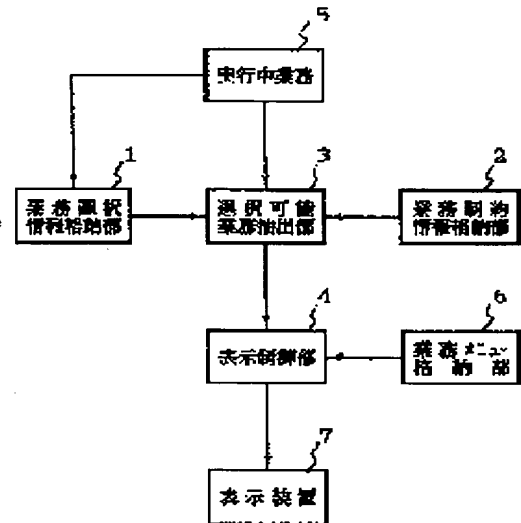 5
実行中業務
1
業務選択
情報格納部
3
選択可能
業務抽出部
2
業務制約
情報格納部
4
表示制御部
6
業務メニュー
格納部
7
表示装置